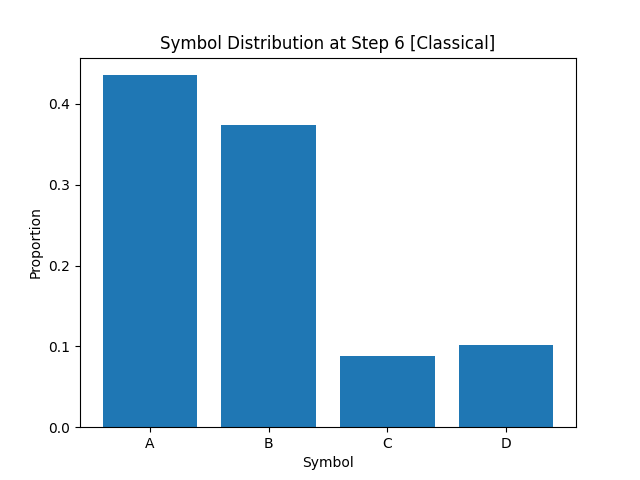 Symbol Distribution at Step 6 [Classical]
Proportion
0.4
0.3
0.2
0.1
0.0
A B C D
Symbol